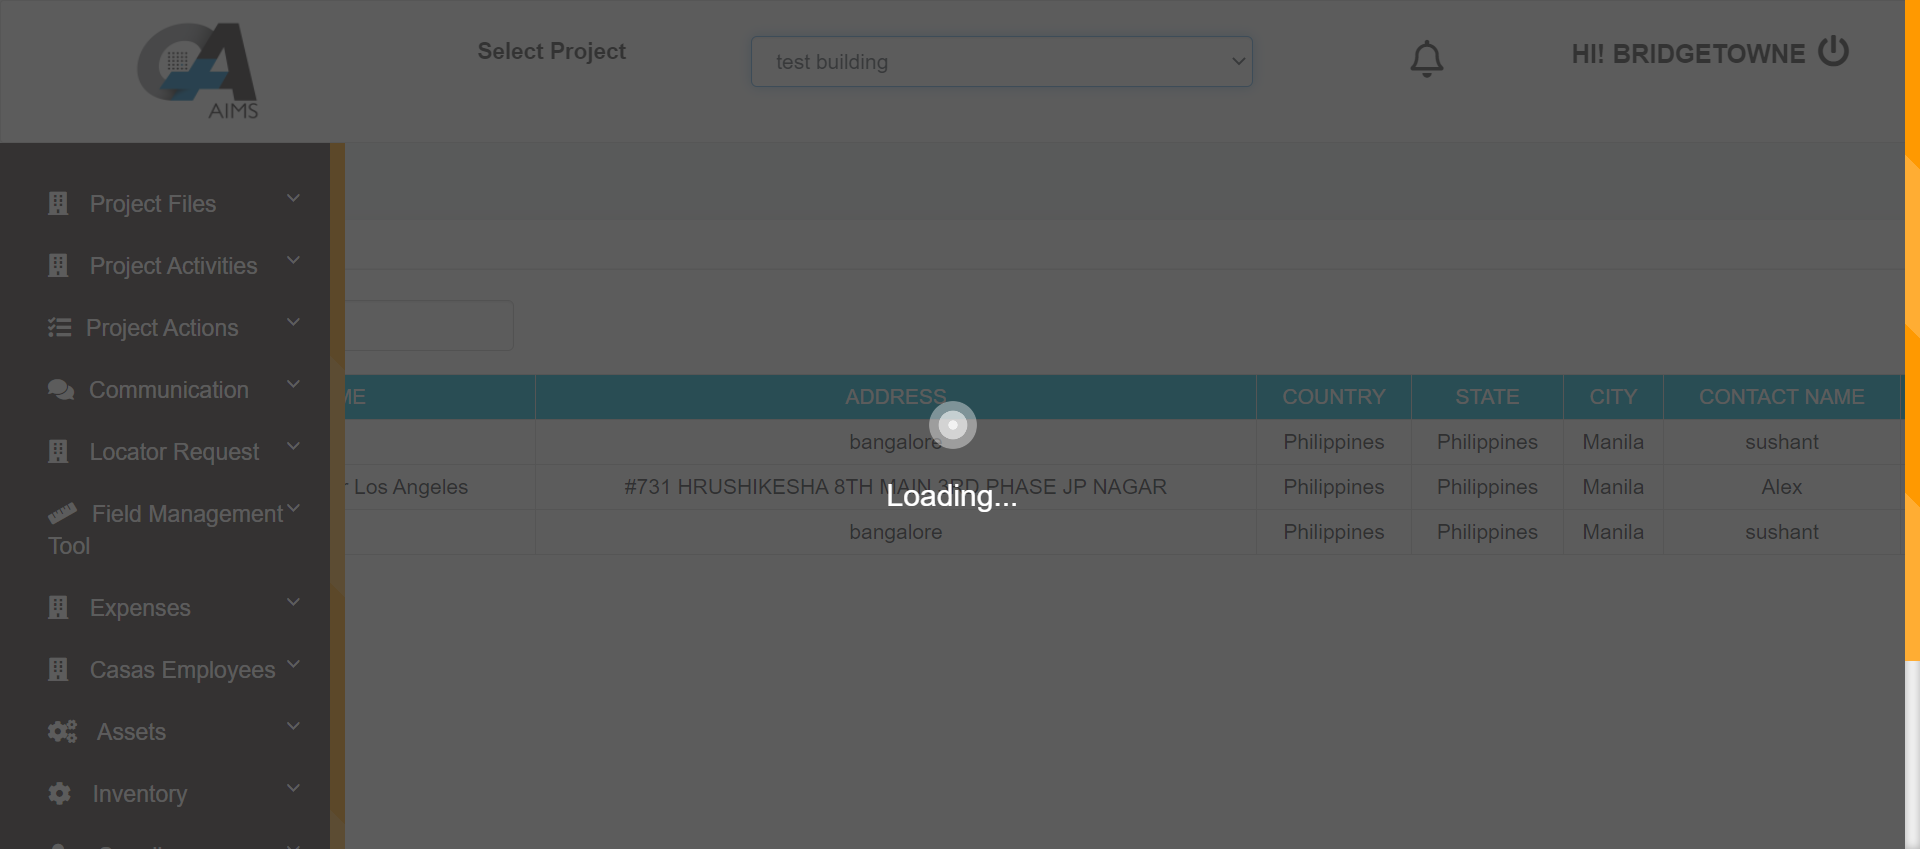 AIMS
Select Project
test building
HI! BRIDGETOWNE
Project Files
Project Activities
Project Actions
Communication
Locator Request
Field Management
Tool
Expenses
Casas Employees
Assets
Inventory
ME ADDRESS COUNTRY STATE CITY CONTACT NAME
bangalore Philippines Philippines Manila sushant
r Los Angeles #731 HRUSHIKESHA 8TH MAIN 3RD PHASE JP NAGAR Philippines Philippines Manila Alex
bangalore Philippines Philippines Manila sushant
Loading...